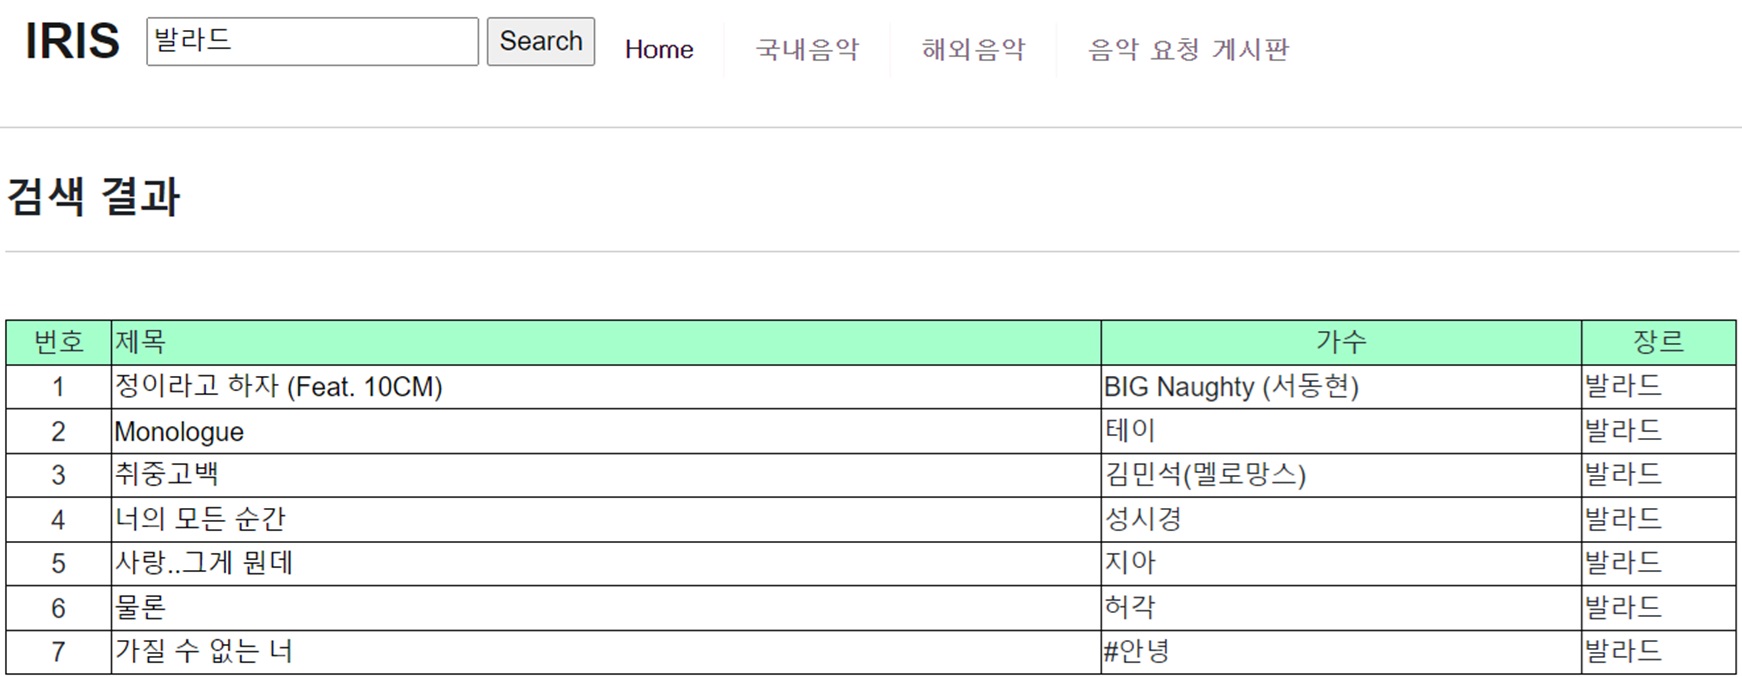 IRIS 발라드 Search Home 국내음악 해외음악 음악 요청 게시판
검색 결과
번호 제목 가수 장르
1 정이라고 하자 (Feat. 10CM) BIG Naughty (서동현) 발라드
2 Monologue 테이 발라드
3 취중고백 김민석(멜로망스) 발라드
4 너의 모든 순간 성시경 발라드
5 사랑..그게 뭔데 지아 발라드
6 물론 허각 발라드
7 가질 수 없는 너 #안녕 발라드